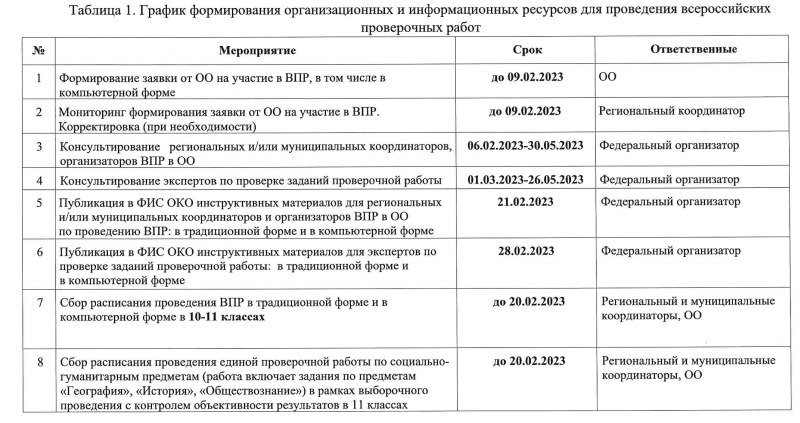 Таблица 1. График формирования организационных и информационных ресурсов для проведения всероссийских
проверочных работ
№ Мероприятие Срок Ответственные
1 Формирование заявки от ОО на участие в ВПР, в том числе в до 09.02.2023 ОО
компьютерной форме
2 Мониторинг формирования заявки от ОО на участие в ВПР. до 09.02.2023 Региональный координатор
Корректировка (при необходимости)
3 Консультирование региональных и/или муниципальных координаторов, 06.02.2023-30.05.2023 Федеральный организатор
организаторов ВПР в ОО
4 Консультирование экспертов по проверке заданий проверочной работы 01.03.2023-26.05.2023 Федеральный организатор
5 Публикация в ФИС ОКО инструктивных материалов для региональных 21.02.2023 Федеральный организатор
и/или муниципальных координаторов и организаторов ВПР в ОО
по проведению ВПР: в традиционной форме и в компьютерной форме
6 Публикация в ФИС ОКО инструктивных материалов для экспертов по 28.02.2023 Федеральный организатор
проверке заданий проверочной работы: в традиционной форме и
в компьютерной форме
7 Сбор расписания проведения ВПР в традиционной форме и в до 20.02.2023 Региональный и муниципальные
компьютерной форме в 10-11 классах координаторы, ОО
8 Сбор расписания проведения единой проверочной работы по социально- до 20.02.2023 Региональный и муниципальные
гуманитарным предметам (работа включает задания по предметам координаторы, ОО
«География», «История», «Обществознание») в рамках выборочного
проведения с контролем объективности результатов в 11 классах